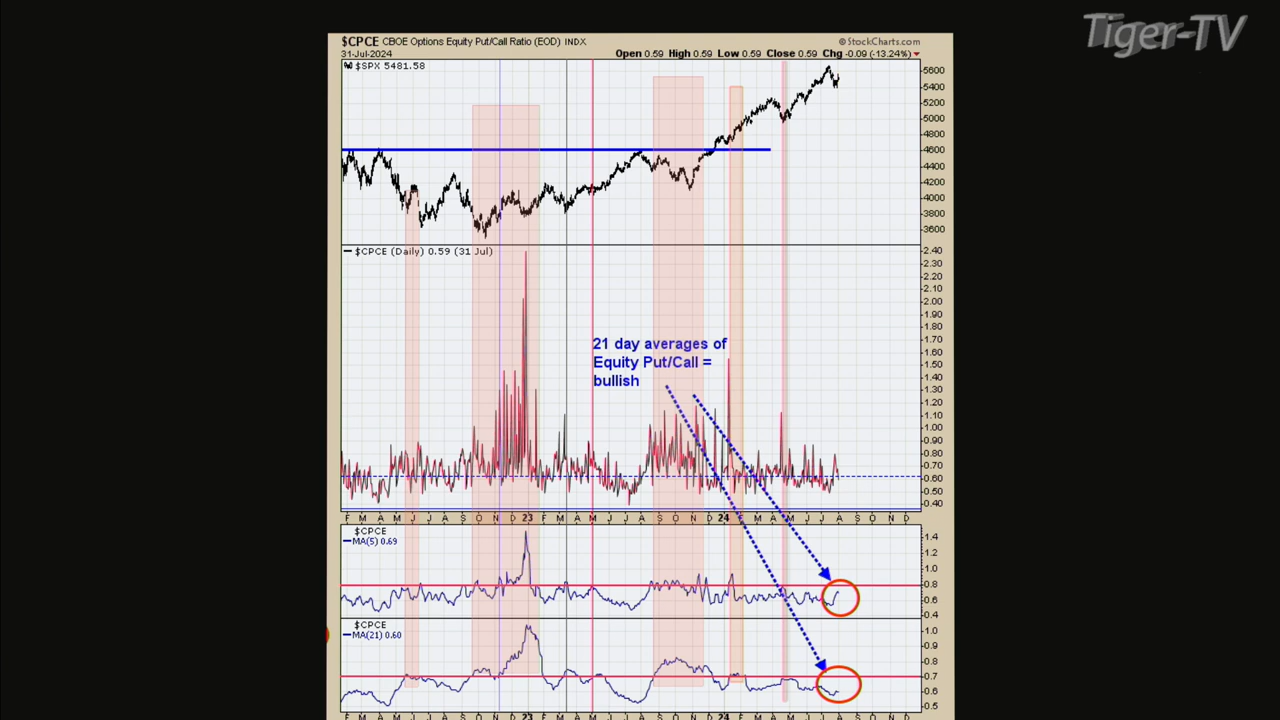 Tiger-TV
$CPCE CBOE Options Equity Put/Call Ratio (EOD) INDX
© StockCharts.com
31-Jul-2024
Open 0.59 High 0.59 Low 0.59 Close 0.59 Chg -0.09 (-13.24%)
$SPX 5481.58
5600
5400
5200
5000
4800
4600
4400
4200
4000
3800
3600
$CPCE (Daily) 0.59 (31 Jul)
2.40
2.30
2.20
2.10
2.00
1.90
1.80
1.70
1.60
1.50
1.40
1.30
1.20
1.10
1.00
0.90
0.80
0.70
0.60
0.50
0.40
21 day averages of
Equity Put/Call =
bullish
F M A M J J A S O N D 23 F M A M J J A S O N D 24 F M A M J J A S O N D
$CPCE
MA(5) 0.69
1.4
1.2
1.0
0.8
0.6
0.4
$CPCE
MA(21) 0.60
1.0
0.9
0.8
0.7
0.6
0.5
F M A M J J A S O N D 23 F M A M J J A S O N D 24 F M A M J J A S O N D